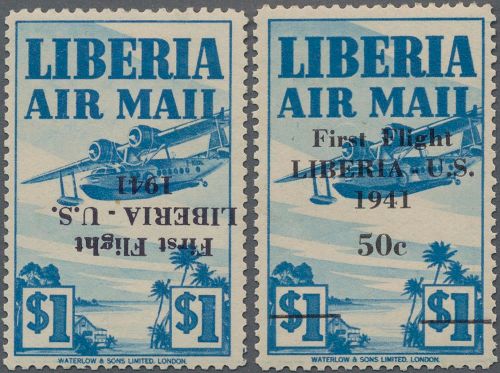 LIBERIA
AIR MAIL
1941
LIBERIA - U.S.
First Flight
$1 $1
WATERLOW & SONS LIMITED, LONDON.
LIBERIA
AIR MAIL
First Flight
LIBERIA - U.S.
1941
50c
$1 $1
WATERLOW & SONS LIMITED, LONDON.